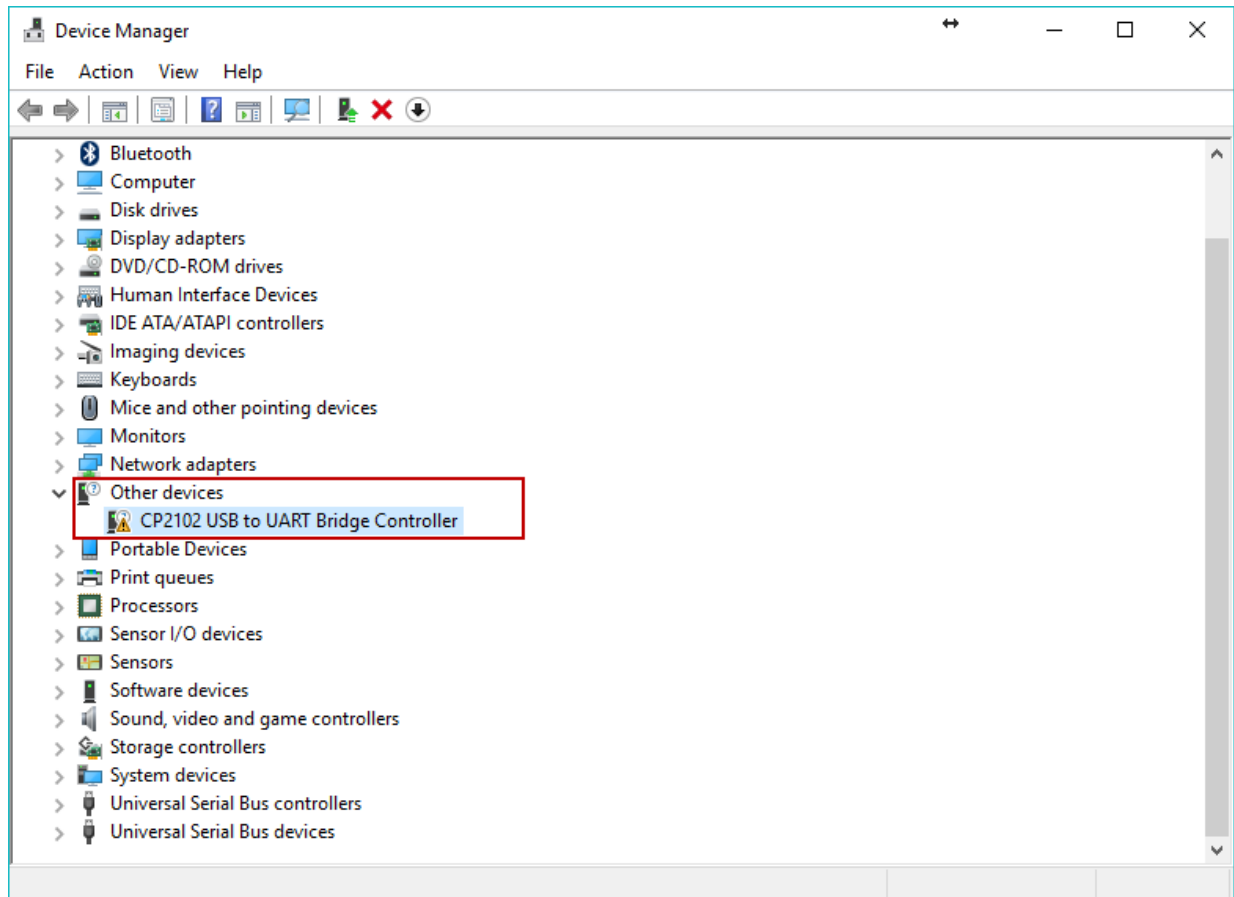 Device Manager
File Action View Help
Bluetooth
Computer
Disk drives
Display adapters
DVD/CD-ROM drives
Human Interface Devices
IDE ATA/ATAPI controllers
Imaging devices
Keyboards
Mice and other pointing devices
Monitors
Network adapters
Other devices
CP2102 USB to UART Bridge Controller
Portable Devices
Print queues
Processors
Sensor I/O devices
Sensors
Software devices
Sound, video and game controllers
Storage controllers
System devices
Universal Serial Bus controllers
Universal Serial Bus devices